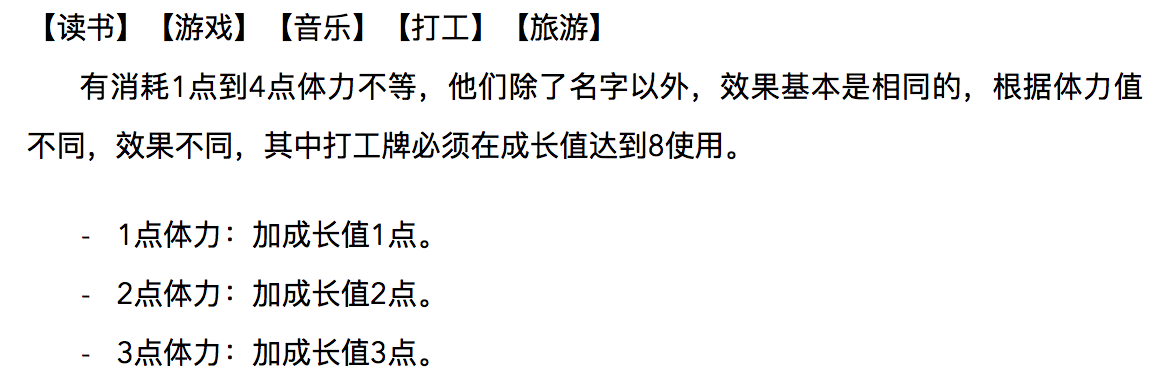 【读书】【游戏】【音乐】【打工】【旅游】
有消耗1点到4点体力不等，他们除了名字以外，效果基本是相同的，根据体力值
不同，效果不同，其中打工牌必须在成长值达到8使用。
- 1点体力：加成长值1点。
- 2点体力：加成长值2点。
- 3点体力：加成长值3点。